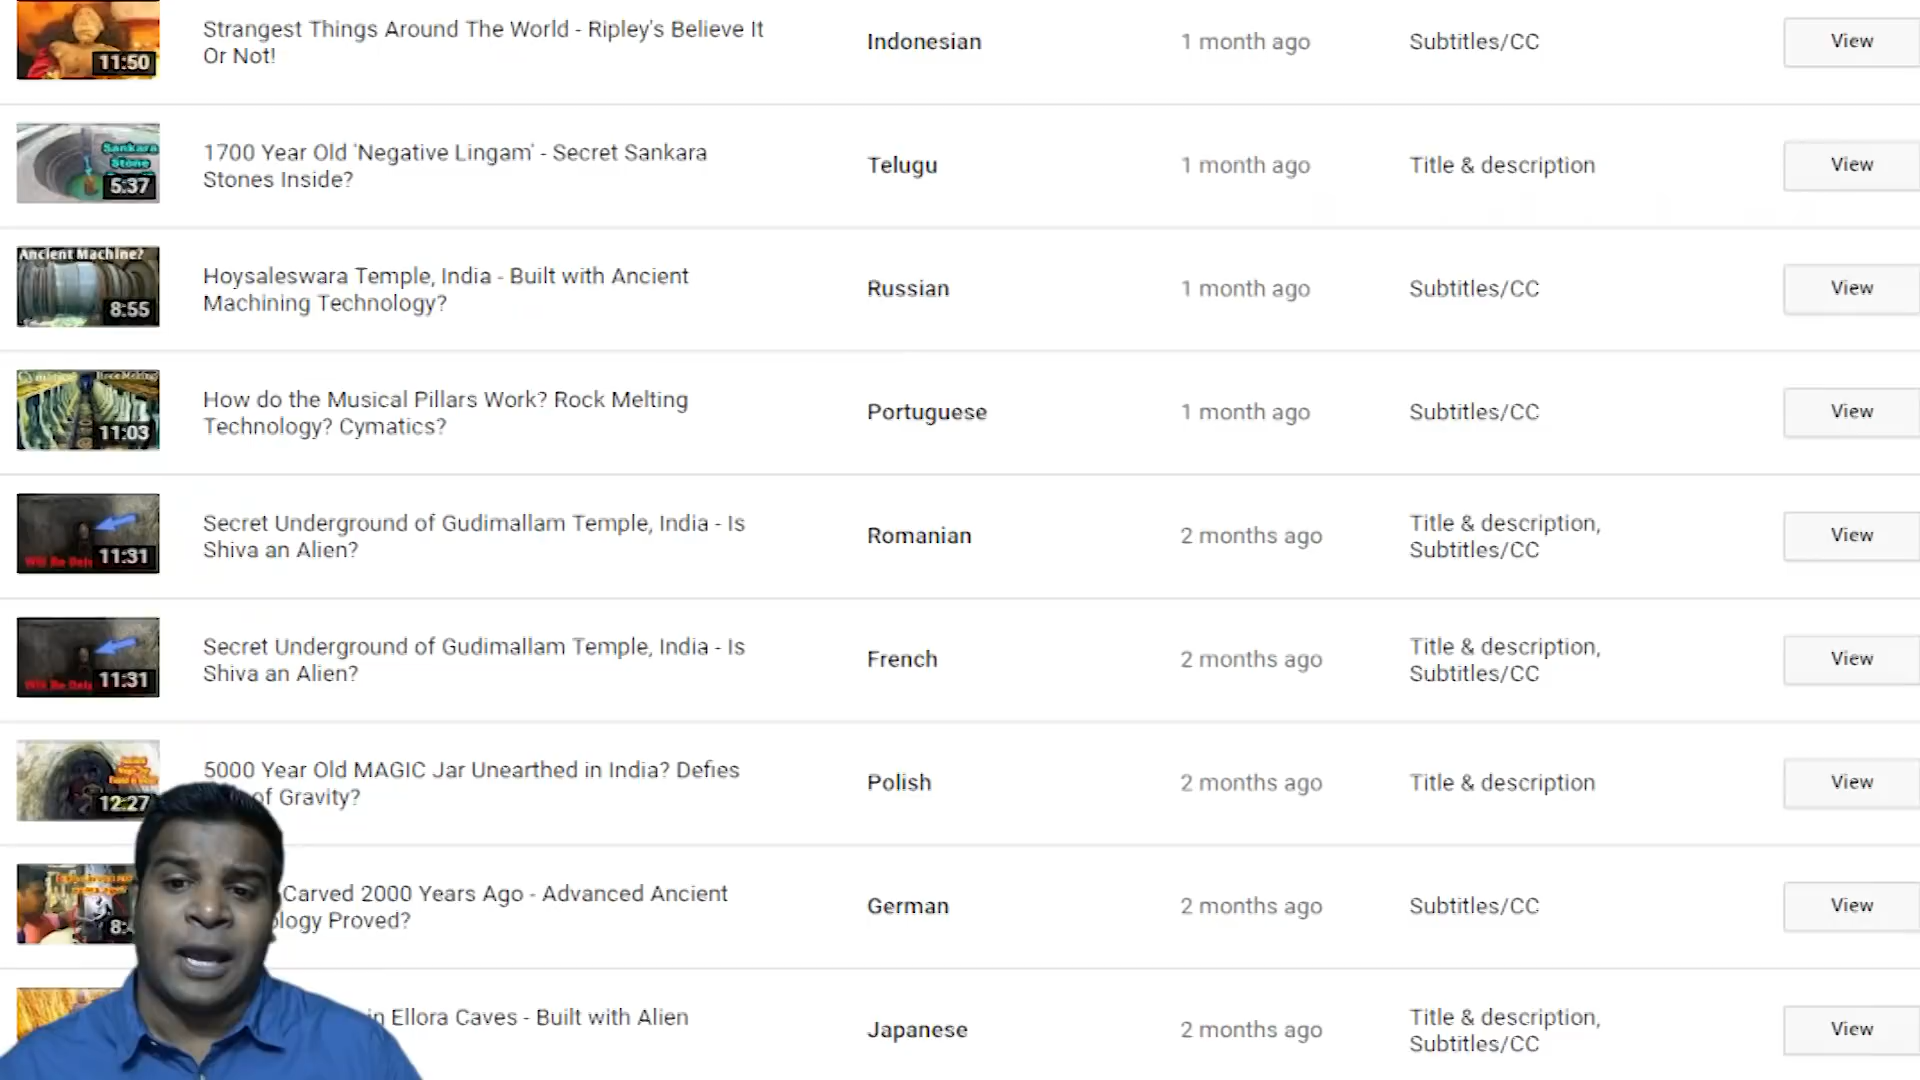 Strangest Things Around The World - Ripley's Believe It
Or Not!
11:50
Indonesian
1 month ago
Subtitles/CC
View
Sankara
Stone
5:37
1700 Year Old 'Negative Lingam' - Secret Sankara
Stones Inside?
Telugu
1 month ago
Title & description
View
Ancient Machine?
8:55
Hoysaleswara Temple, India - Built with Ancient
Machining Technology?
Russian
1 month ago
Subtitles/CC
View
11:03
How do the Musical Pillars Work? Rock Melting
Technology? Cymatics?
Portuguese
1 month ago
Subtitles/CC
View
Will Be
11:31
Secret Underground of Gudimallam Temple, India - Is
Shiva an Alien?
Romanian
2 months ago
Title & description,
Subtitles/CC
View
Will Be
11:31
Secret Underground of Gudimallam Temple, India - Is
Shiva an Alien?
French
2 months ago
Title & description,
Subtitles/CC
View
12:27
5000 Year Old MAGIC Jar Unearthed in India? Defies
of Gravity?
Polish
2 months ago
Title & description
View
8:
Carved 2000 Years Ago - Advanced Ancient
ology Proved?
German
2 months ago
Subtitles/CC
View
in Ellora Caves - Built with Alien
Japanese
2 months ago
Title & description,
Subtitles/CC
View